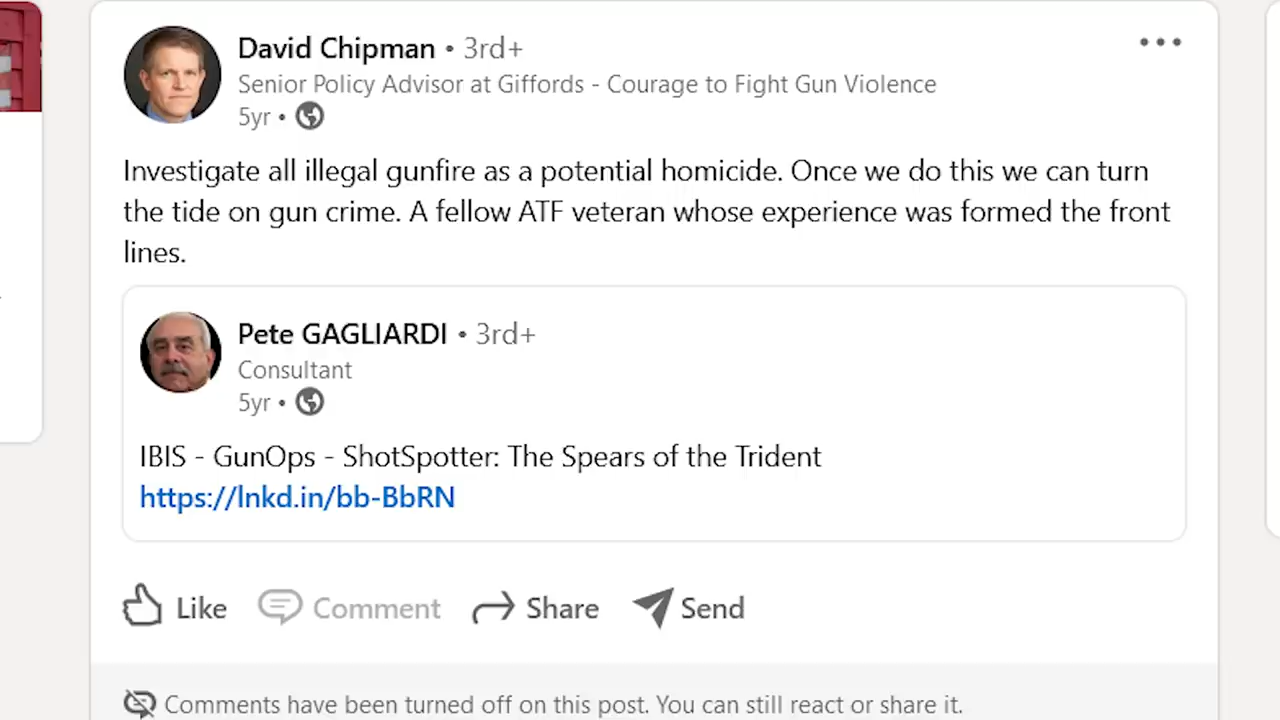 David Chipman • 3rd+
Senior Policy Advisor at Giffords - Courage to Fight Gun Violence
5yr •
Investigate all illegal gunfire as a potential homicide. Once we do this we can turn
the tide on gun crime. A fellow ATF veteran whose experience was formed the front
lines.
Pete GAGLIARDI • 3rd+
Consultant
5yr •
IBIS - GunOps - ShotSpotter: The Spears of the Trident
https://lnkd.in/bb-BbRN
Like Comment Share Send
Comments have been turned off on this post. You can still react or share it.